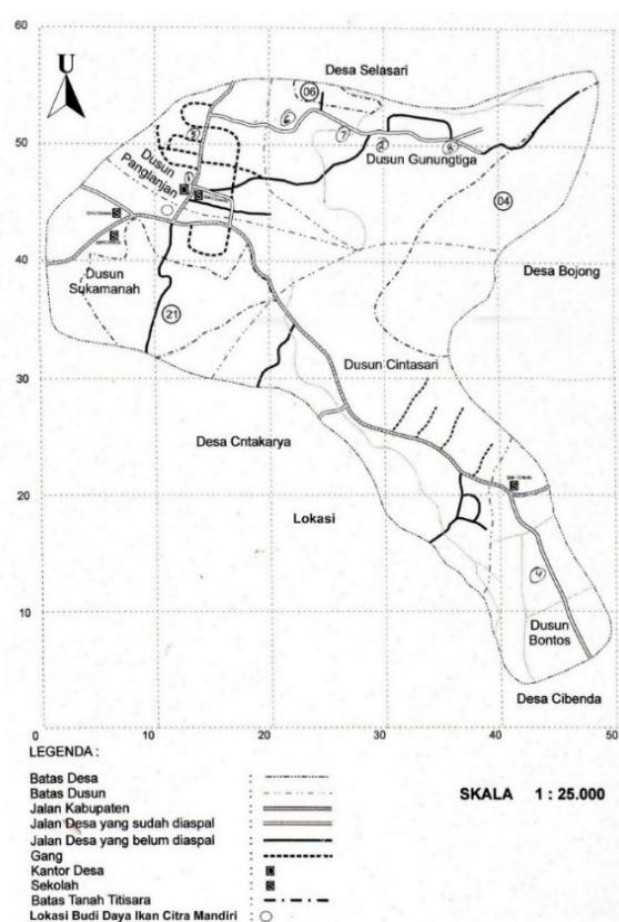 60
U
Desa Selasari
06
6
50
7
8
Dusun Gunungtiga
Dusun
Panglanjan
04
40
Dusun
Sukamanah
Desa Bojong
21
30
Dusun Cintasari
Desa Cntakarya
20
Lokasi
4
10
Dusun
Bontos
Desa Cibenda
0
10
20
30
40
50
LEGENDA :
Batas Desa :
Batas Dusun :
Jalan Kabupaten :
Jalan Desa yang sudah diaspal :
Jalan Desa yang belum diaspal :
Gang :
Kantor Desa :
Sekolah :
Batas Tanah Titisara :
Lokasi Budi Daya Ikan Citra Mandiri :
SKALA 1 : 25.000